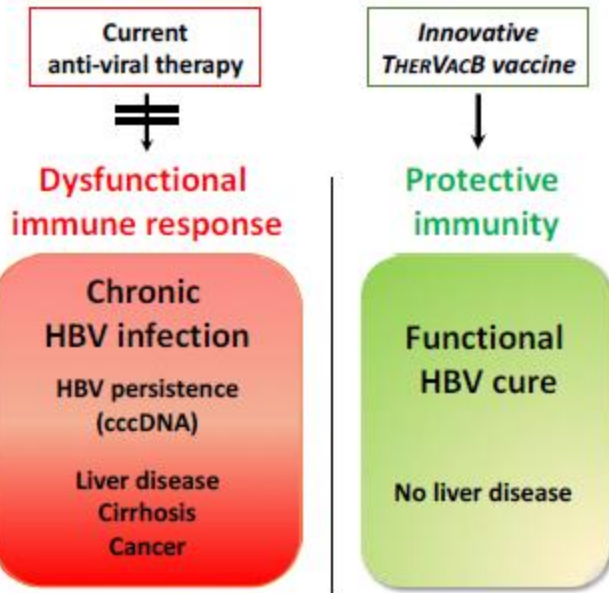 Current
anti-viral therapy
Dysfunctional
immune response
Chronic
HBV infection
HBV persistence
(cccDNA)
Liver disease
Cirrhosis
Cancer
Innovative
THERVACB vaccine
Protective
immunity
Functional
HBV cure
No liver disease